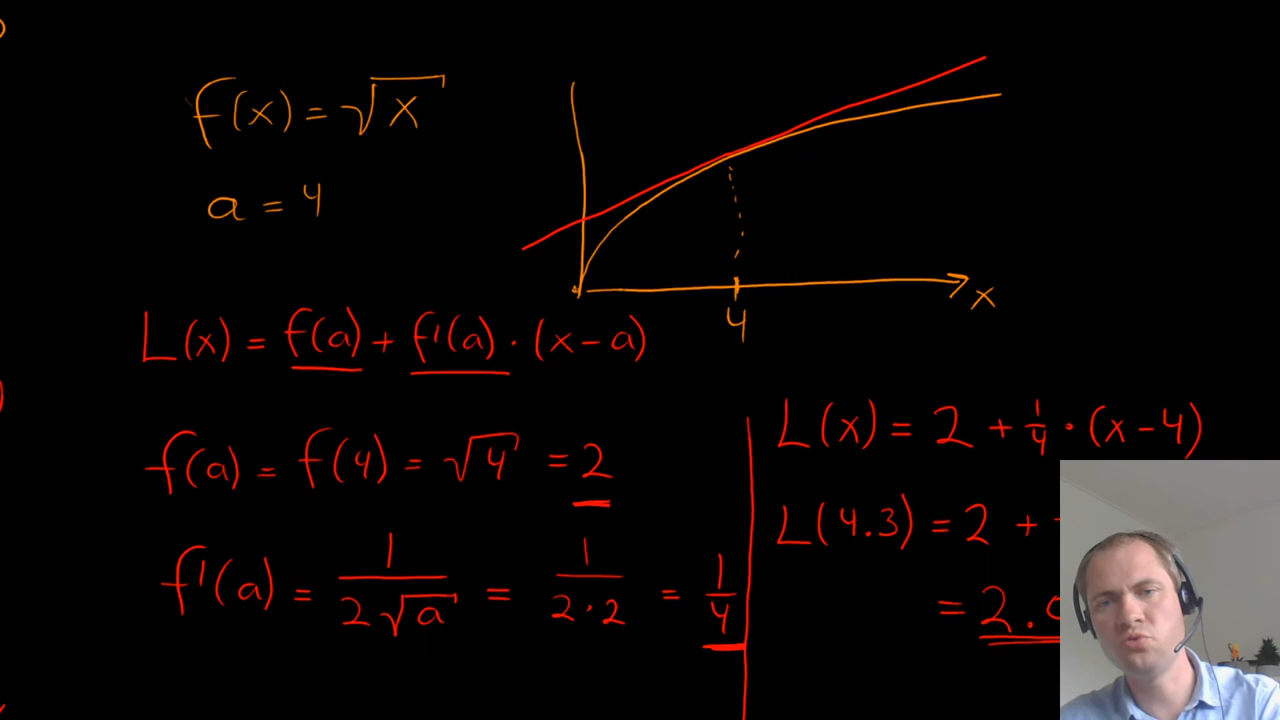 f(x) = √x
a = 4
x
4
L(x) = f(a) + f'(a) · (x - a)
f(a) = f(4) = √4 = 2
f'(a) = 1/(2√a) = 1/(2·2) = 1/4
L(x) = 2 + 1/4 · (x - 4)
L(4.3) = 2 +
= 2.0